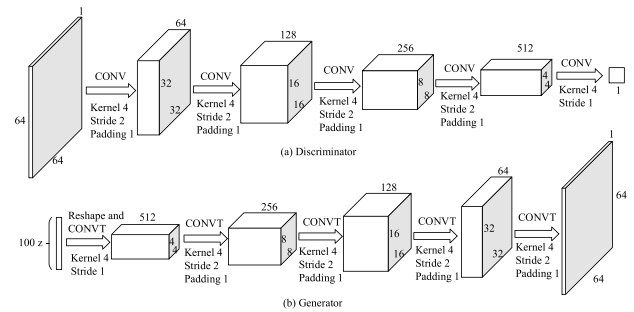 1
64
64
CONV
Kernel 4
Stride 2
Padding 1
64
32
32
CONV
Kernel 4
Stride 2
Padding 1
128
16
16
CONV
Kernel 4
Stride 2
Padding 1
256
8
8
CONV
Kernel 4
Stride 2
Padding 1
512
4
4
CONV
Kernel 4
Stride 1
1
(a) Discriminator
100 z
Reshape and
CONVT
Kernel 4
Stride 1
512
4
4
CONVT
Kernel 4
Stride 2
Padding 1
256
8
8
CONVT
Kernel 4
Stride 2
Padding 1
128
16
16
CONVT
Kernel 4
Stride 2
Padding 1
64
32
32
CONVT
Kernel 4
Stride 2
Padding 1
1
64
64
(b) Generator